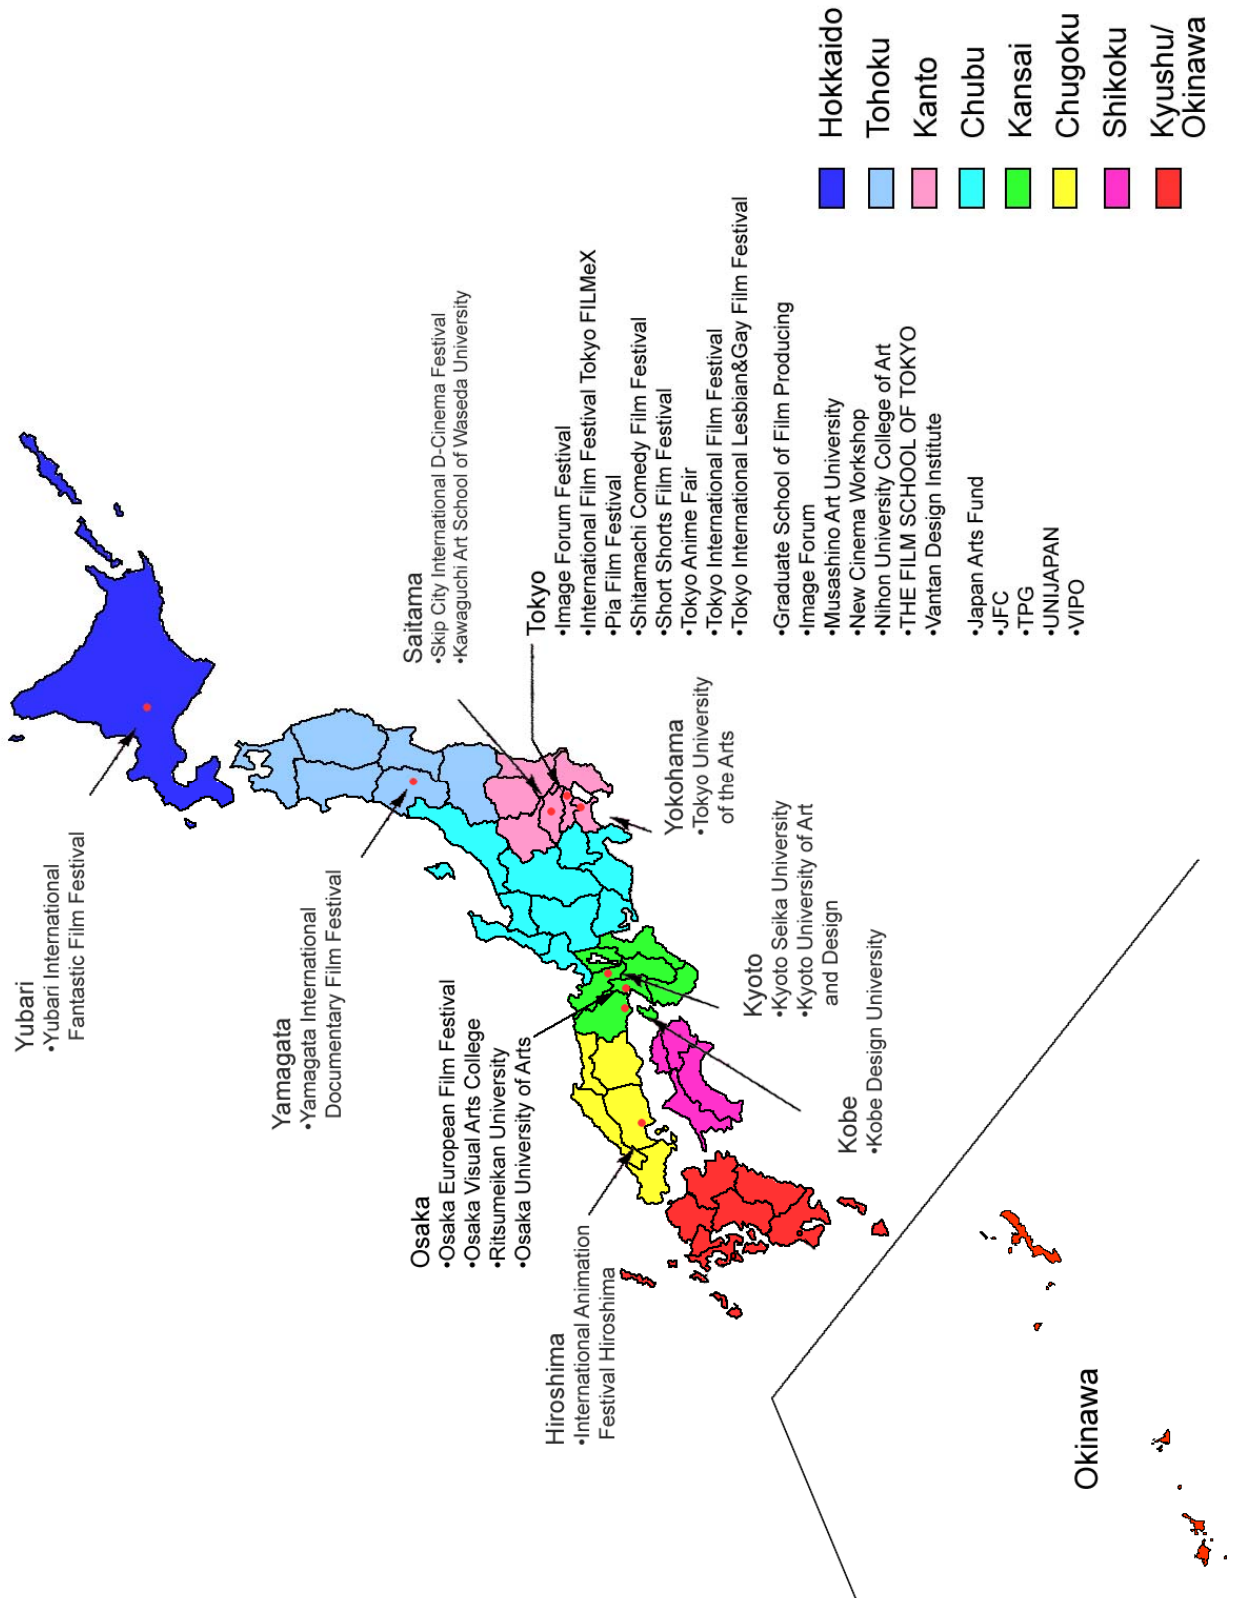 Yubari
•Yubari International
Fantastic Film Festival
Yamagata
•Yamagata International
Documentary Film Festival
Osaka
•Osaka European Film Festival
•Osaka Visual Arts College
•Ritsumeikan University
•Osaka University of Arts
Hiroshima
•International Animation
Festival Hiroshima
Saitama
•Skip City International D-Cinema Festival
•Kawaguchi Art School of Waseda University
Tokyo
•Image Forum Festival
•International Film Festival Tokyo FILMeX
•Pia Film Festival
•Shitamachi Comedy Film Festival
•Short Shorts Film Festival
•Tokyo Anime Fair
•Tokyo International Film Festival
•Tokyo International Lesbian&Gay Film Festival
•Graduate School of Film Producing
•Image Forum
•Musashino Art University
•New Cinema Workshop
•Nihon University College of Art
•THE FILM SCHOOL OF TOKYO
•Vantan Design Institute
•Japan Arts Fund
•JFC
•TPG
•UNIJAPAN
•VIPO
Yokohama
•Tokyo University
of the Arts
Kyoto
•Kyoto Seika University
•Kyoto University of Art
and Design
Kobe
•Kobe Design University
Okinawa
Hokkaido
Tohoku
Kanto
Chubu
Kansai
Chugoku
Shikoku
Kyushu/
Okinawa